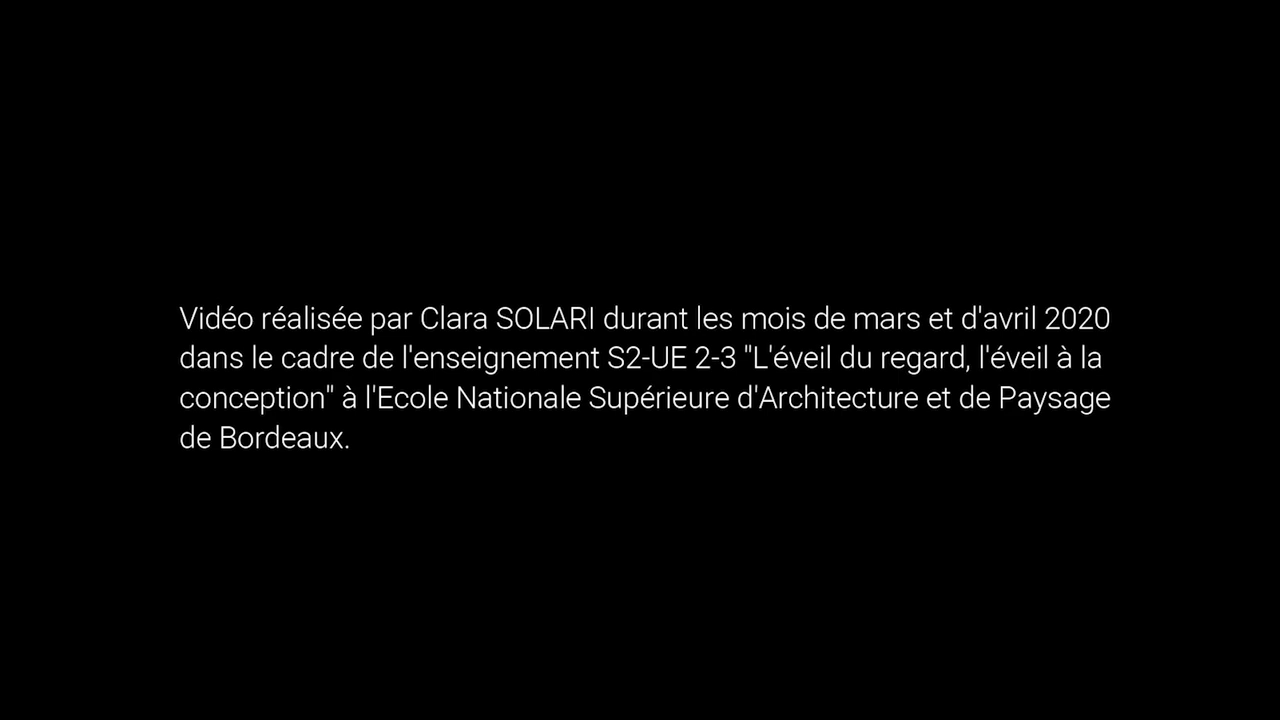 Vidéo réalisée par Clara SOLARI durant les mois de mars et d'avril 2020
dans le cadre de l'enseignement S2-UE 2-3 "L'éveil du regard, l'éveil à la
conception" à l'Ecole Nationale Supérieure d'Architecture et de Paysage
de Bordeaux.